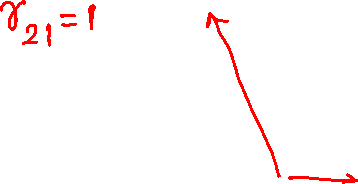 γ₂₁ = 1